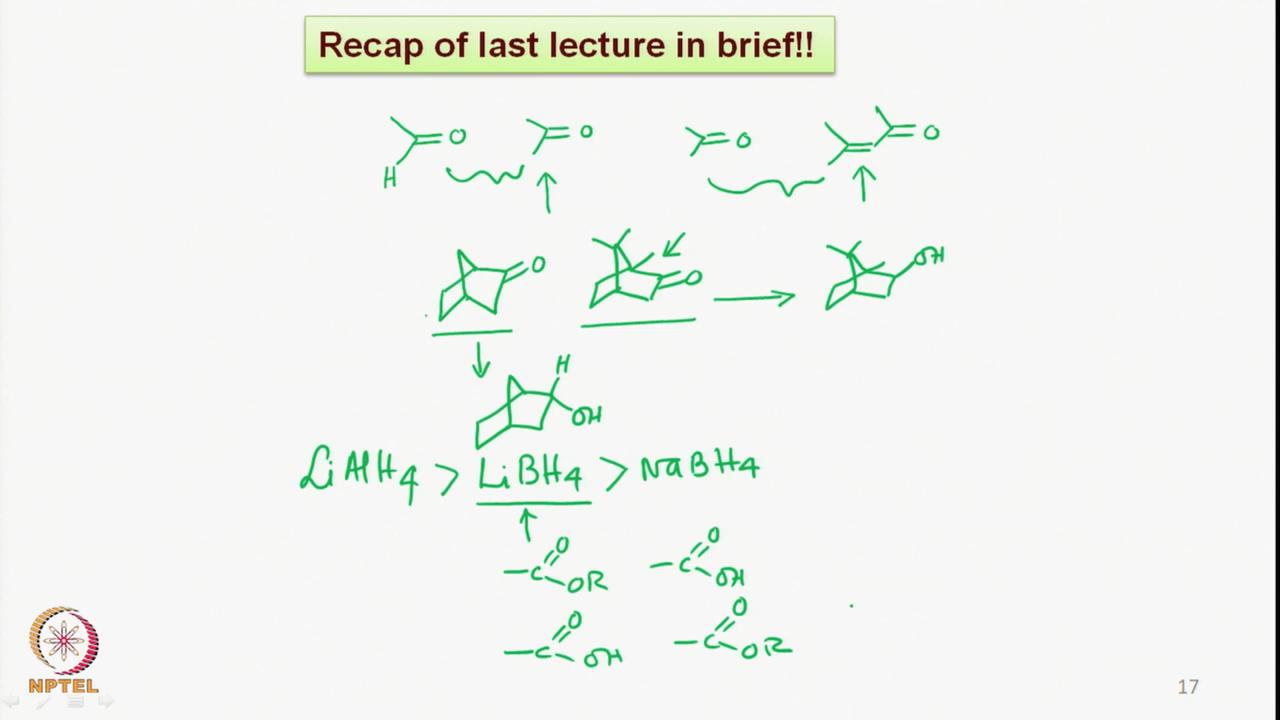 Recap of last lecture in brief!!
O O O O
H
O O OH
H
OH
LiAlH4 > LiBH4 > NaBH4
O O
C OR C OH
O O
C OH C OR
NPTEL
17